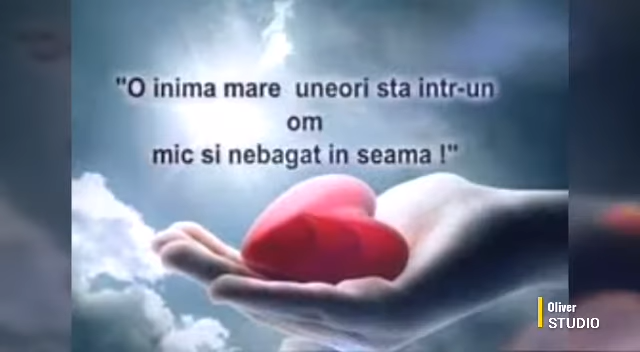 "O inima mare uneori sta intr-un
om
mic si nebagat in seama !"
Oliver
STUDIO